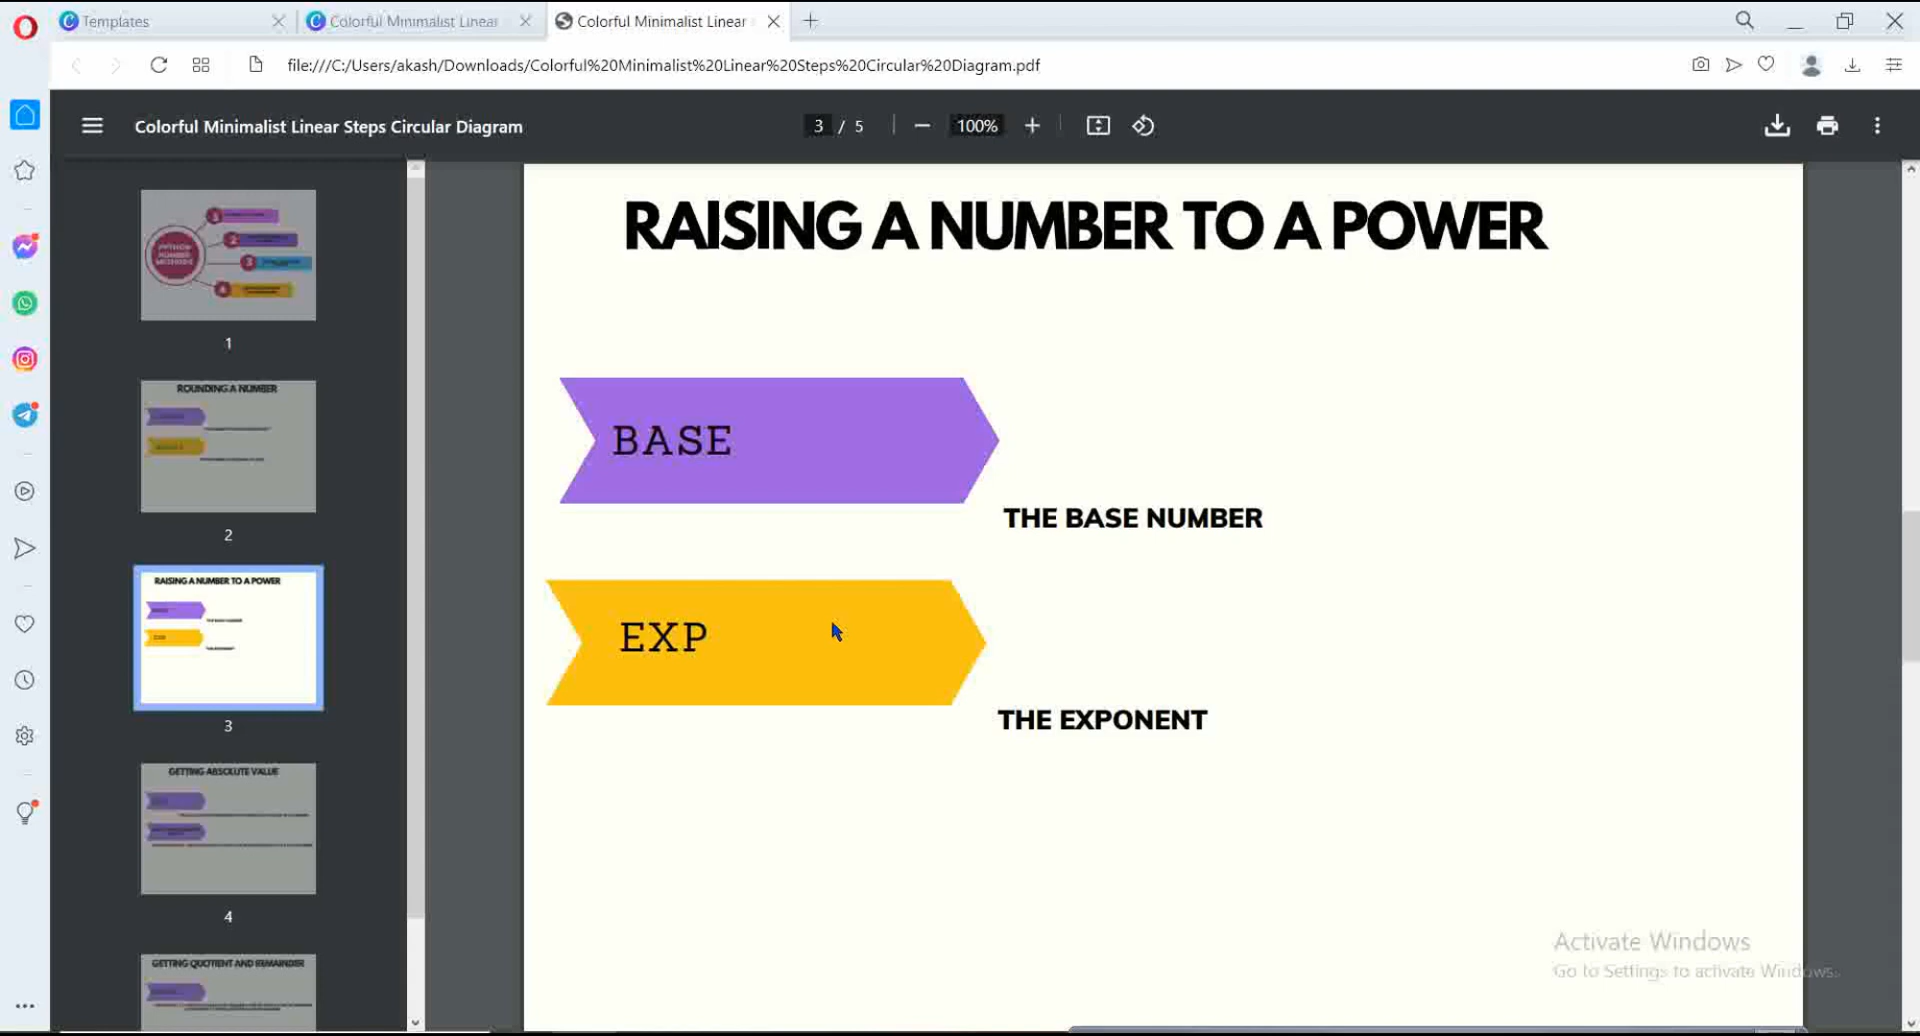 Templates
Colorful Minimalist Linear
Colorful Minimalist Linear
file:///C:/Users/akash/Downloads/Colorful%20Minimalist%20Linear%20Steps%20Circular%20Diagram.pdf
Colorful Minimalist Linear Steps Circular Diagram
3 / 5
100%
1
ROUNDING A NUMBER
2
RAISING A NUMBER TO A POWER
3
GETTING ABSOLUTE VALUE
4
GETTING QUOTIENT AND REMAINDER
RAISING A NUMBER TO A POWER
BASE
THE BASE NUMBER
EXP
THE EXPONENT
Activate Windows
Go to Settings to activate Windows.